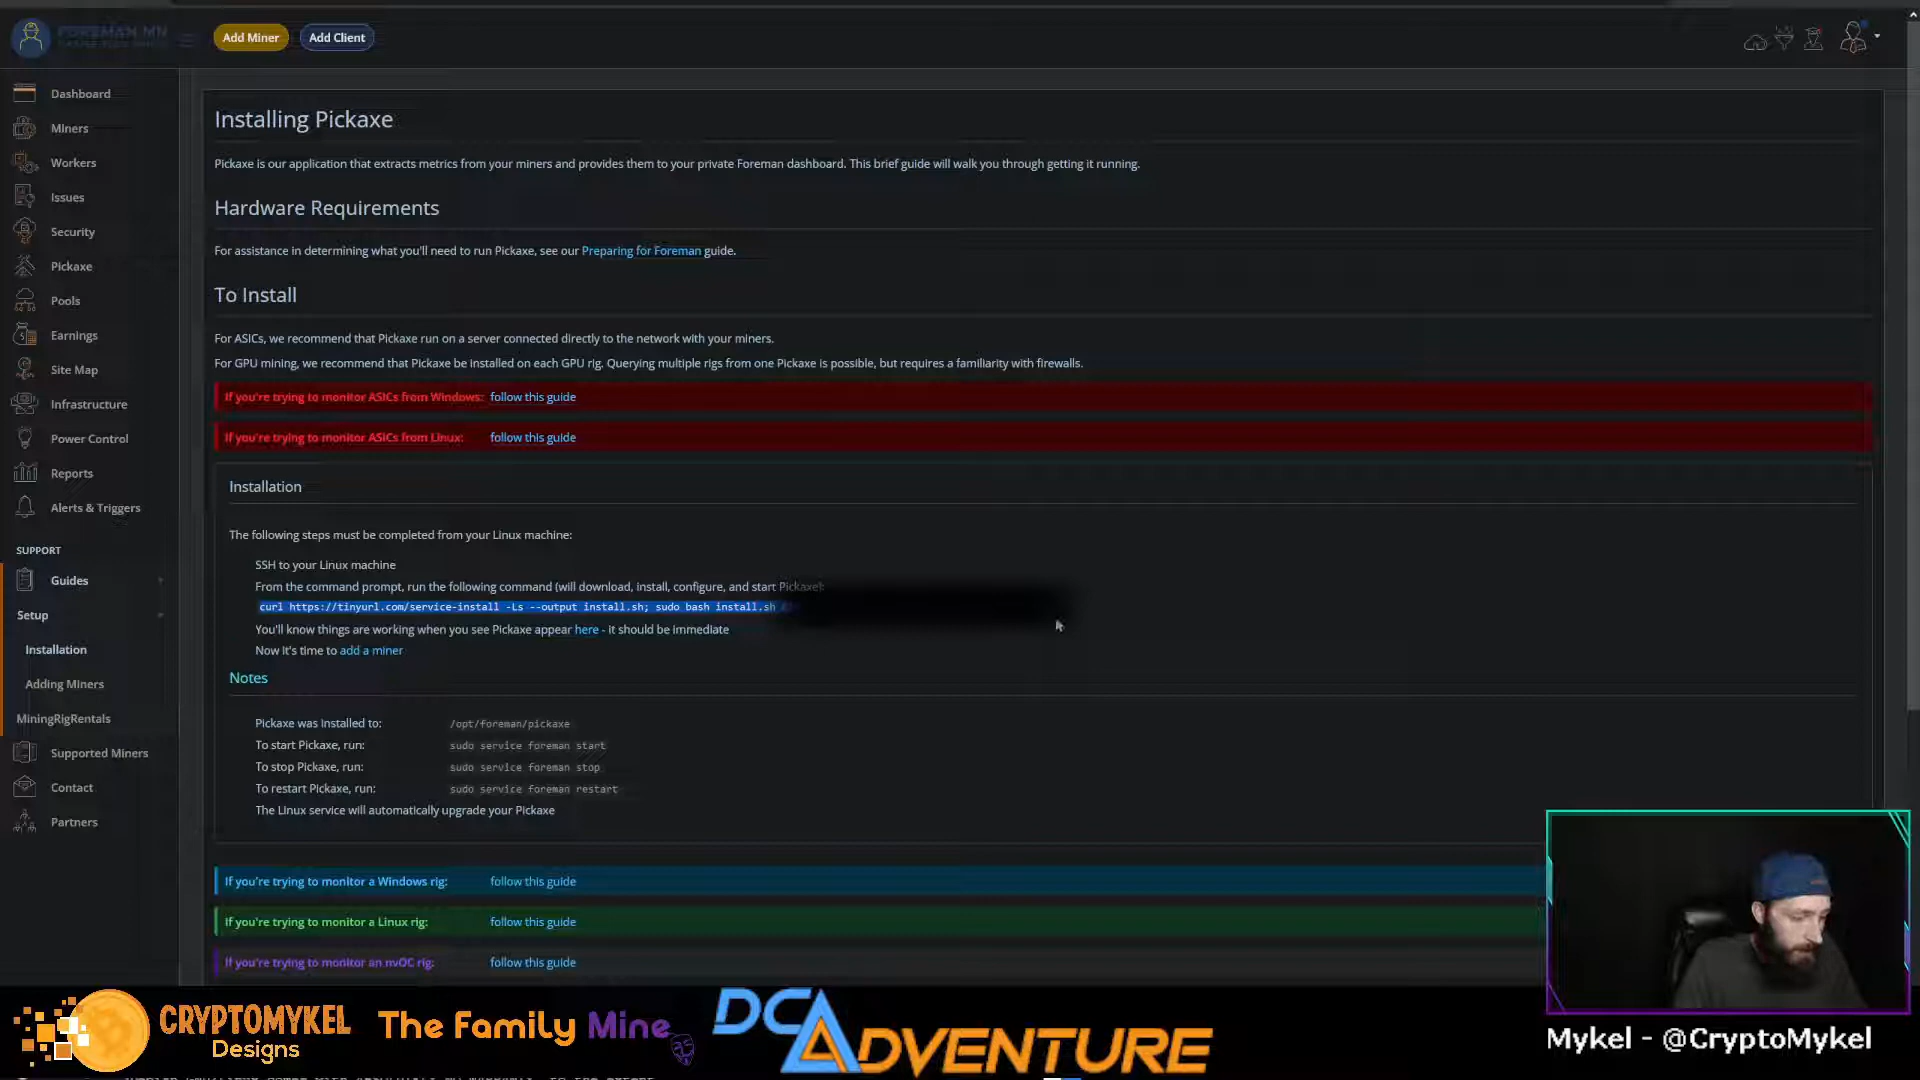 FOREMAN.MN
Add Miner
Add Client
Dashboard
Miners
Workers
Issues
Security
Pickaxe
Pools
Earnings
Site Map
Infrastructure
Power Control
Reports
Alerts & Triggers
SUPPORT
Guides
Setup
Installation
Adding Miners
MiningRigRentals
Supported Miners
Contact
Partners
Installing Pickaxe
Pickaxe is our application that extracts metrics from your miners and provides them to your private Foreman dashboard. This brief guide will walk you through getting it running.
Hardware Requirements
For assistance in determining what you'll need to run Pickaxe, see our Preparing for Foreman guide.
To Install
For ASICs, we recommend that Pickaxe run on a server connected directly to the network with your miners.
For GPU mining, we recommend that Pickaxe be installed on each GPU rig. Querying multiple rigs from one Pickaxe is possible, but requires a familiarity with firewalls.
If you're trying to monitor ASICs from Windows: follow this guide
If you're trying to monitor ASICs from Linux: follow this guide
Installation
The following steps must be completed from your Linux machine:
SSH to your Linux machine
From the command prompt, run the following command (will download, install, configure, and start Pickaxe):
curl https://tinyurl.com/service-install -Ls --output install.sh; sudo bash install.sh
You'll know things are working when you see Pickaxe appear here - it should be immediate
Now it's time to add a miner
Notes
Pickaxe was installed to: /opt/foreman/pickaxe
To start Pickaxe, run: sudo service foreman start
To stop Pickaxe, run: sudo service foreman stop
To restart Pickaxe, run: sudo service foreman restart
The Linux service will automatically upgrade your Pickaxe
If you're trying to monitor a Windows rig: follow this guide
If you're trying to monitor a Linux rig: follow this guide
If you're trying to monitor an nvOC rig: follow this guide
CRYPTOMYKEL
Designs
The Family Mine
DCADVENTURE
Mykel - @CryptoMykel